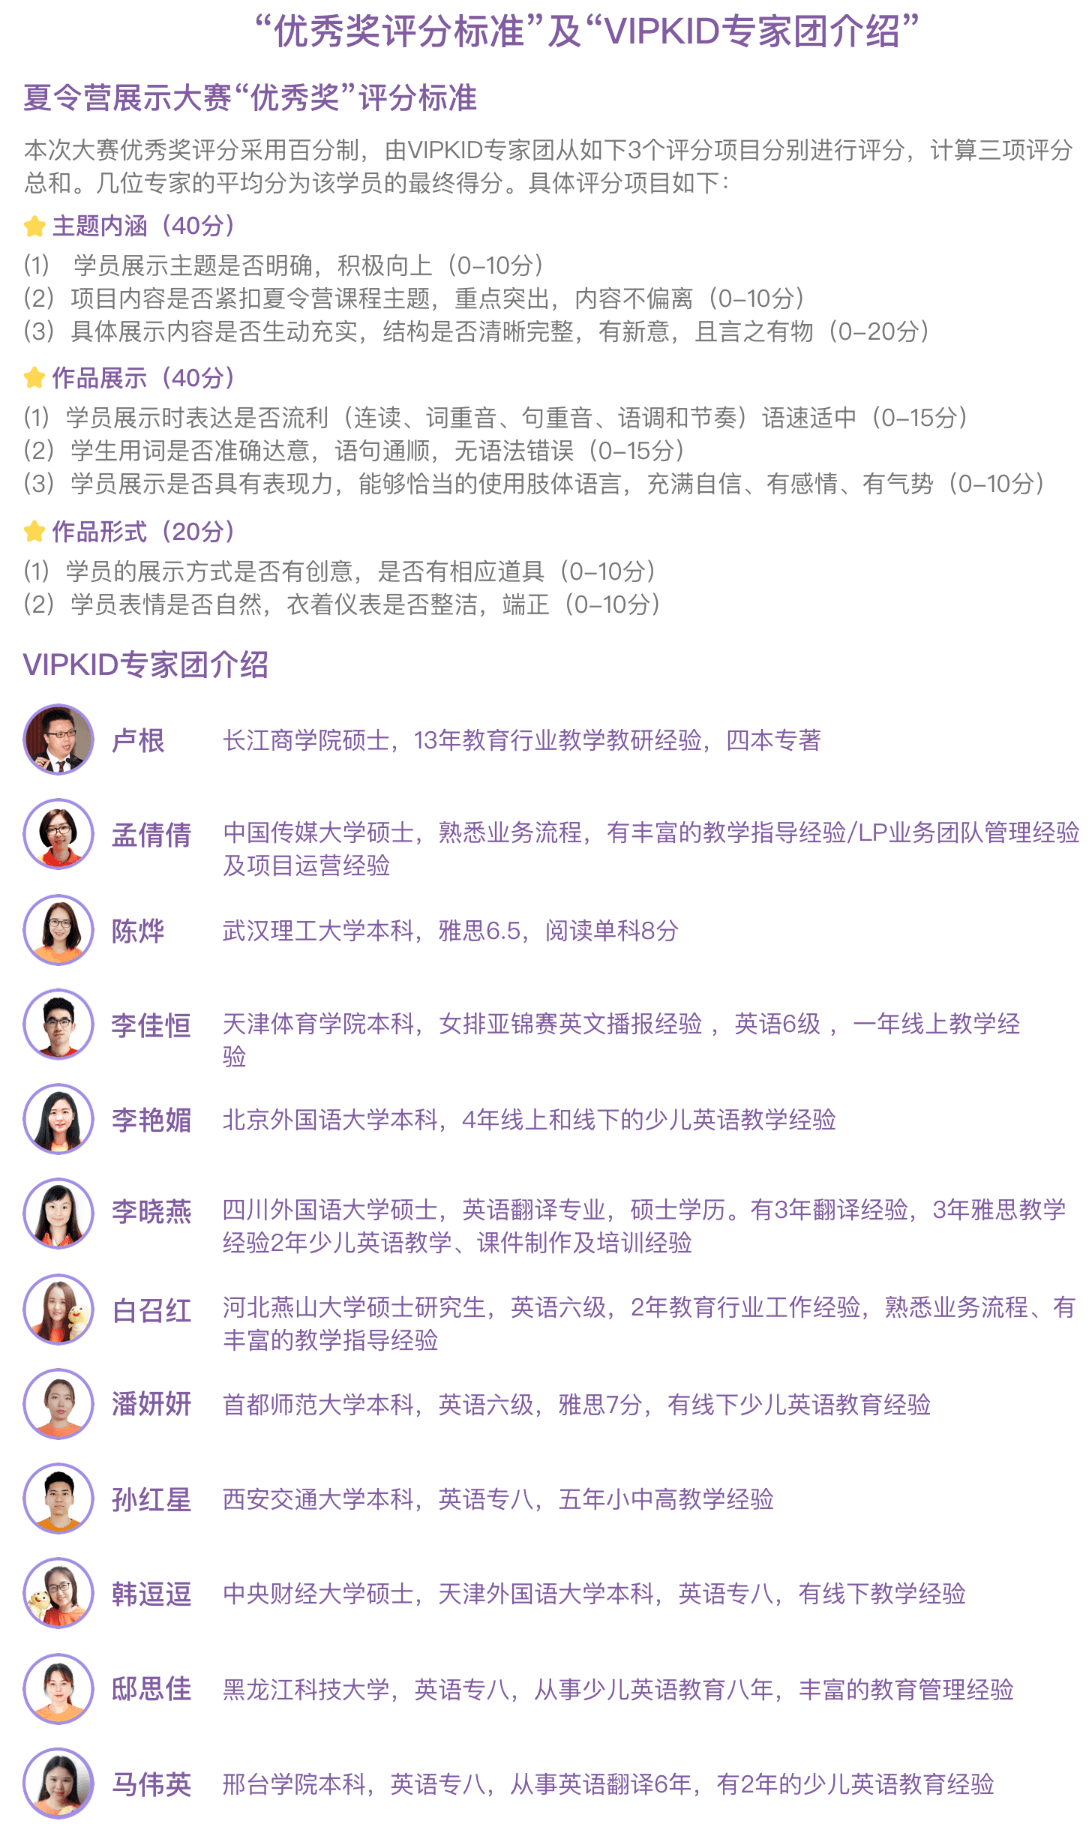 “优秀奖评分标准”及“VIPKID专家团介绍”
夏令营展示大赛“优秀奖”评分标准
本次大赛优秀奖评分采用百分制，由VIPKID专家团从如下3个评分项目分别进行评分，计算三项评分
总和。几位专家的平均分为该学员的最终得分。具体评分项目如下：
主题内涵（40分）
(1) 学员展示主题是否明确，积极向上（0-10分）
(2) 项目内容是否紧扣夏令营课程主题，重点突出，内容不偏离（0-10分）
(3) 具体展示内容是否生动充实，结构是否清晰完整，有新意，且言之有物（0-20分）
作品展示（40分）
(1) 学员展示时表达是否流利（连读、词重音、句重音、语调和节奏）语速适中（0-15分）
(2) 学生用词是否准确达意，语句通顺，无语法错误（0-15分）
(3) 学员展示是否具有表现力，能够恰当的使用肢体语言，充满自信、有感情、有气势（0-10分）
作品形式（20分）
(1) 学员的展示方式是否有创意，是否有相应道具（0-10分）
(2) 学员表情是否自然，衣着仪表是否整洁，端正（0-10分）
VIPKID专家团介绍
卢根 长江商学院硕士，13年教育行业教学教研经验，四本专著
孟倩倩 中国传媒大学硕士，熟悉业务流程，有丰富的教学指导经验/LP业务团队管理经验
及项目运营经验
陈烨 武汉理工大学本科，雅思6.5，阅读单科8分
李佳恒 天津体育学院本科，女排亚锦赛英文播报经验 ，英语6级 ，一年线上教学经
验
李艳媚 北京外国语大学本科，4年线上和线下的少儿英语教学经验
李晓燕 四川外国语大学硕士，英语翻译专业，硕士学历。有3年翻译经验，3年雅思教学
经验2年少儿英语教学、课件制作及培训经验
白召红 河北燕山大学硕士研究生，英语六级，2年教育行业工作经验，熟悉业务流程、有
丰富的教学指导经验
潘妍妍 首都师范大学本科，英语六级，雅思7分，有线下少儿英语教育经验
孙红星 西安交通大学本科，英语专八，五年小中高教学经验
韩逗逗 中央财经大学硕士，天津外国语大学本科，英语专八，有线下教学经验
邸思佳 黑龙江科技大学，英语专八，从事少儿英语教育八年，丰富的教育管理经验
马伟英 邢台学院本科，英语专八，从事英语翻译6年，有2年的少儿英语教育经验